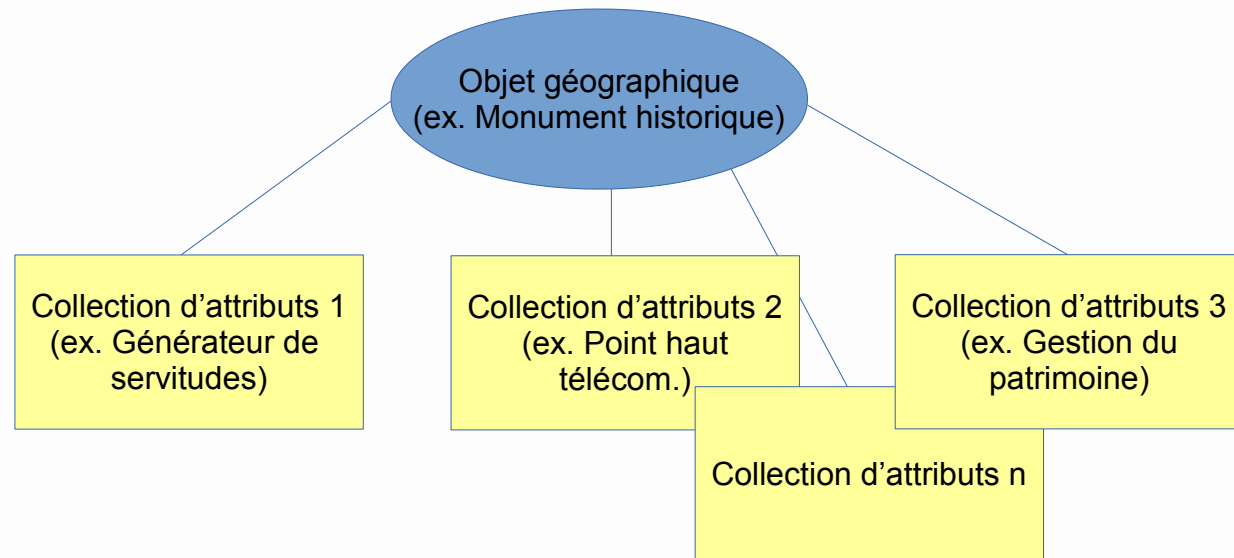 Objet géographique
(ex. Monument historique)
Collection d’attributs 1
(ex. Générateur de
servitudes)
Collection d’attributs 2
(ex. Point haut
télécom.)
Collection d’attributs 3
(ex. Gestion du
patrimoine)
Collection d’attributs n